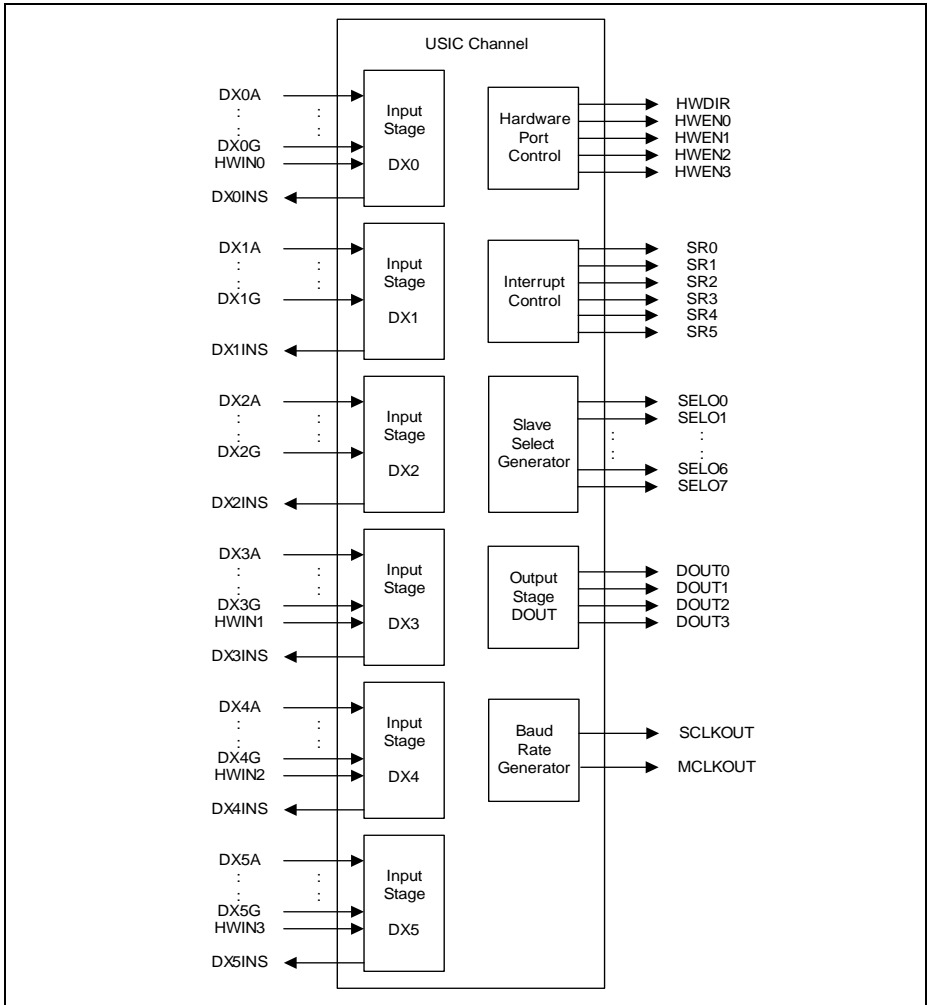 USIC Channel
DX0A
:
:
:
:
DX0G
HWIN0
DX0INS
Input
Stage
DX0
DX1A
:
:
:
:
DX1G
DX1INS
Input
Stage
DX1
DX2A
:
:
:
:
DX2G
DX2INS
Input
Stage
DX2
DX3A
:
:
:
:
DX3G
HWIN1
DX3INS
Input
Stage
DX3
DX4A
:
:
:
:
DX4G
HWIN2
DX4INS
Input
Stage
DX4
DX5A
:
:
:
:
DX5G
HWIN3
DX5INS
Input
Stage
DX5
Hardware
Port
Control
HWDIR
HWEN0
HWEN1
HWEN2
HWEN3
Interrupt
Control
SR0
SR1
SR2
SR3
SR4
SR5
Slave
Select
Generator
SELO0
SELO1
:
:
:
:
SELO6
SELO7
Output
Stage
DOUT
DOUT0
DOUT1
DOUT2
DOUT3
Baud
Rate
Generator
SCLKOUT
MCLKOUT